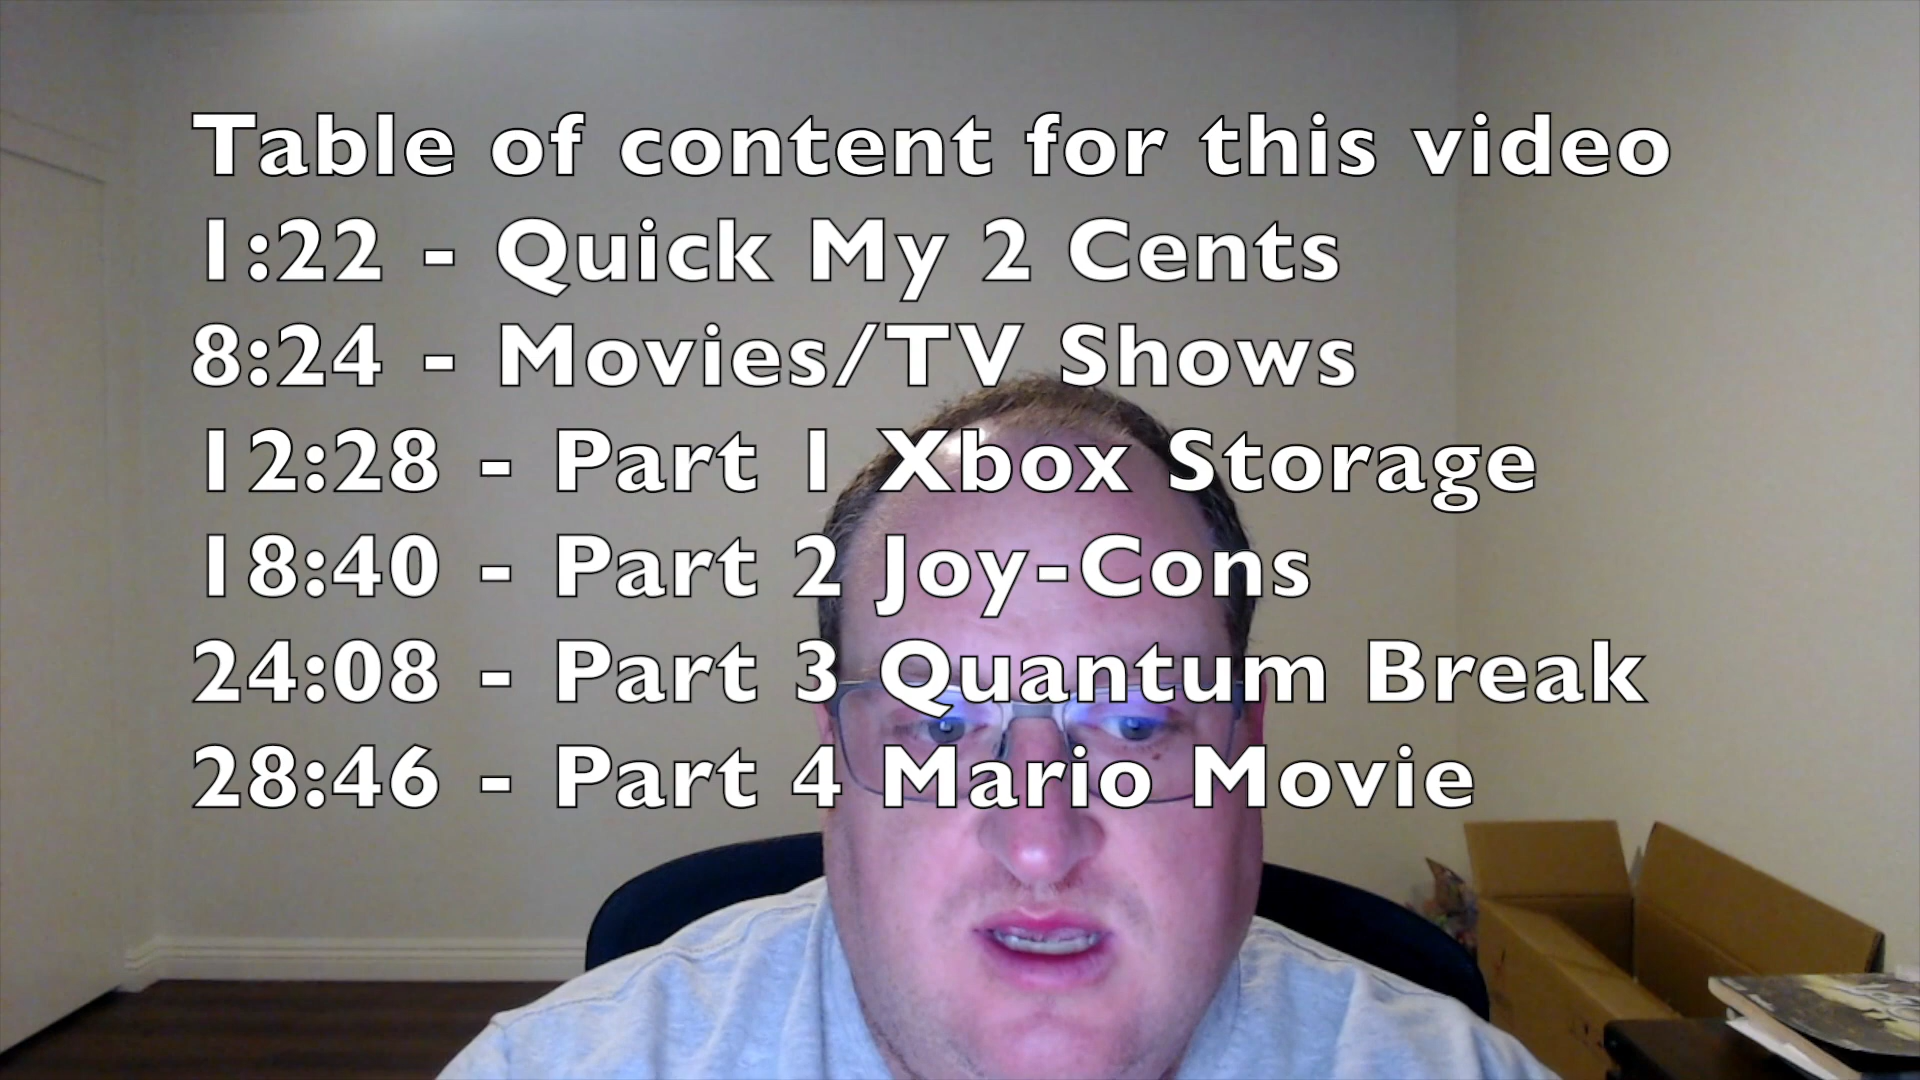 Table of content for this video
1:22 - Quick My 2 Cents
8:24 - Movies/TV Shows
12:28 - Part 1 Xbox Storage
18:40 - Part 2 Joy-Cons
24:08 - Part 3 Quantum Break
28:46 - Part 4 Mario Movie